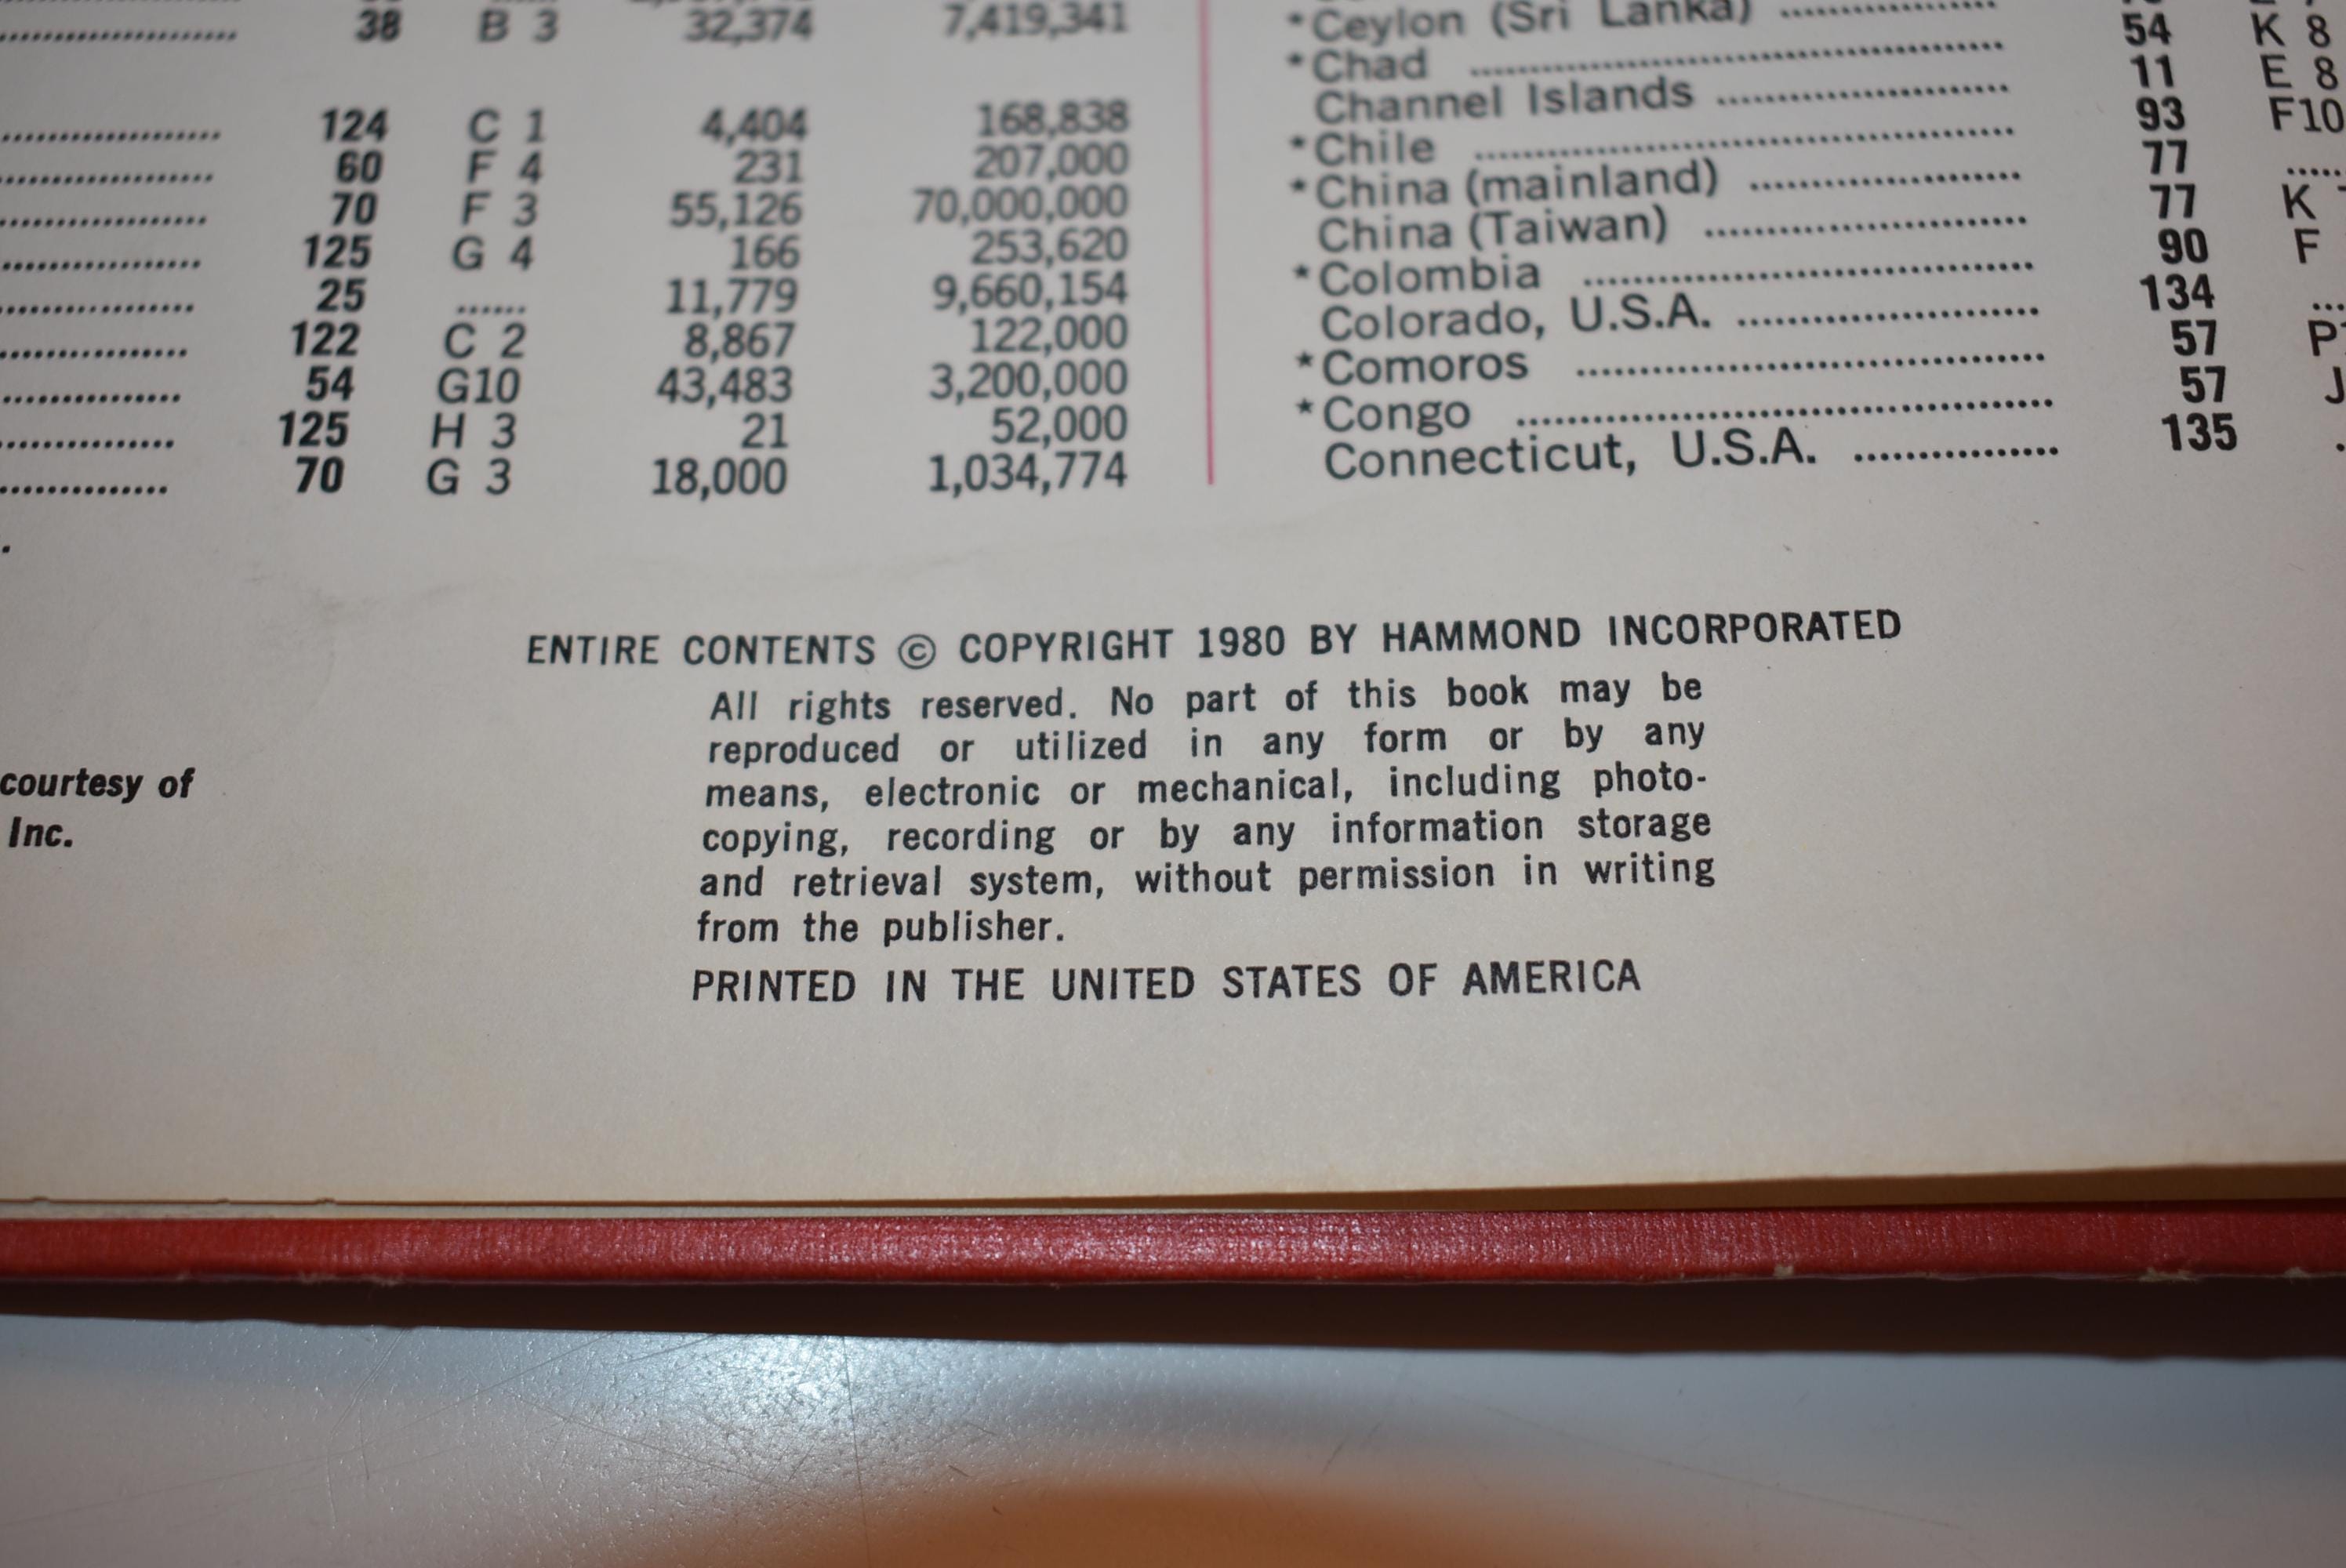 38 B 3 32,374 7,419,341
124 C 1 4,404 168,838
60 F 4 231 207,000
70 F 3 55,126 70,000,000
125 G 4 166 253,620
25 ...... 11,779 9,660,154
122 C 2 8,867 122,000
54 G10 43,483 3,200,000
125 H 3 21 52,000
70 G 3 18,000 1,034,774
.
courtesy of
Inc.
*Ceylon (Sri Lanka)
*Chad 54 K 8
Channel Islands 11 E 8
*Chile 93 F10
*China (mainland) 77 ......
China (Taiwan) 77 K
*Colombia 90 F
Colorado, U.S.A. 134 ...
*Comoros 57 P
*Congo 57 J
Connecticut, U.S.A. 135 .
ENTIRE CONTENTS © COPYRIGHT 1980 BY HAMMOND INCORPORATED
All rights reserved. No part of this book may be
reproduced or utilized in any form or by any
means, electronic or mechanical, including photo-
copying, recording or by any information storage
and retrieval system, without permission in writing
from the publisher.
PRINTED IN THE UNITED STATES OF AMERICA